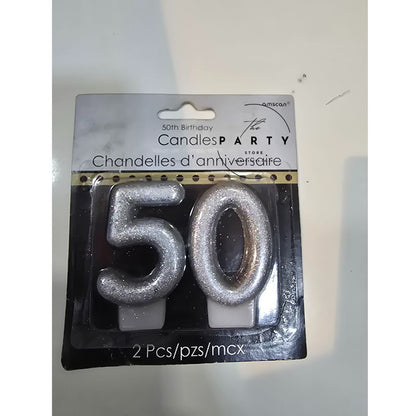 amscan®
50th Birthday
The
Candles PARTY
STORE
Chandelles d'anniversaire
50
2 Pcs/pzs/mcx